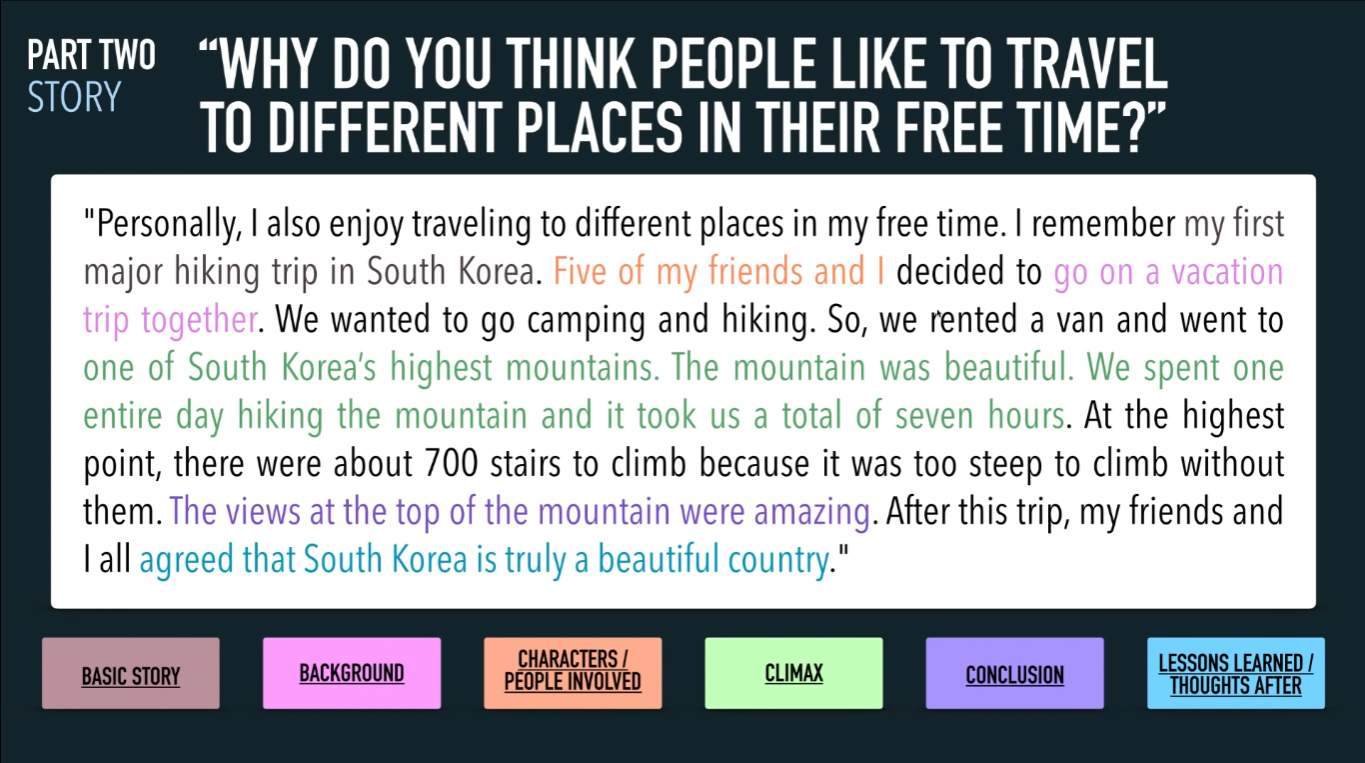 PART TWO
STORY
“WHY DO YOU THINK PEOPLE LIKE TO TRAVEL
TO DIFFERENT PLACES IN THEIR FREE TIME?”
"Personally, I also enjoy traveling to different places in my free time. I remember my first
major hiking trip in South Korea. Five of my friends and I decided to go on a vacation
trip together. We wanted to go camping and hiking. So, we rented a van and went to
one of South Korea’s highest mountains. The mountain was beautiful. We spent one
entire day hiking the mountain and it took us a total of seven hours. At the highest
point, there were about 700 stairs to climb because it was too steep to climb without
them. The views at the top of the mountain were amazing. After this trip, my friends and
I all agreed that South Korea is truly a beautiful country."
BASIC STORY
BACKGROUND
CHARACTERS /
PEOPLE INVOLVED
CLIMAX
CONCLUSION
LESSONS LEARNED /
THOUGHTS AFTER